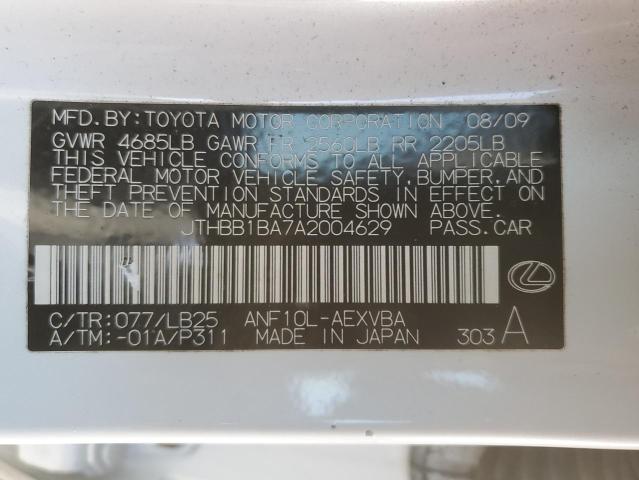 MFD.BY:TOYOTA MOTOR CORPORATION 08/09
GVWR 4685LB GAWR FR 2560LB RR 2205LB
THIS VEHICLE CONFORMS TO ALL APPLICABLE
FEDERAL MOTOR VEHICLE SAFETY,BUMPER,AND
THEFT PREVENTION STANDARDS IN EFFECT ON
THE DATE OF MANUFACTURE SHOWN ABOVE.
JTHBB1BA7A2004629 PASS.CAR
C/TR:077/LB25 ANF10L-AEXVBA
A/TM:-01A/P311 MADE IN JAPAN 303 A